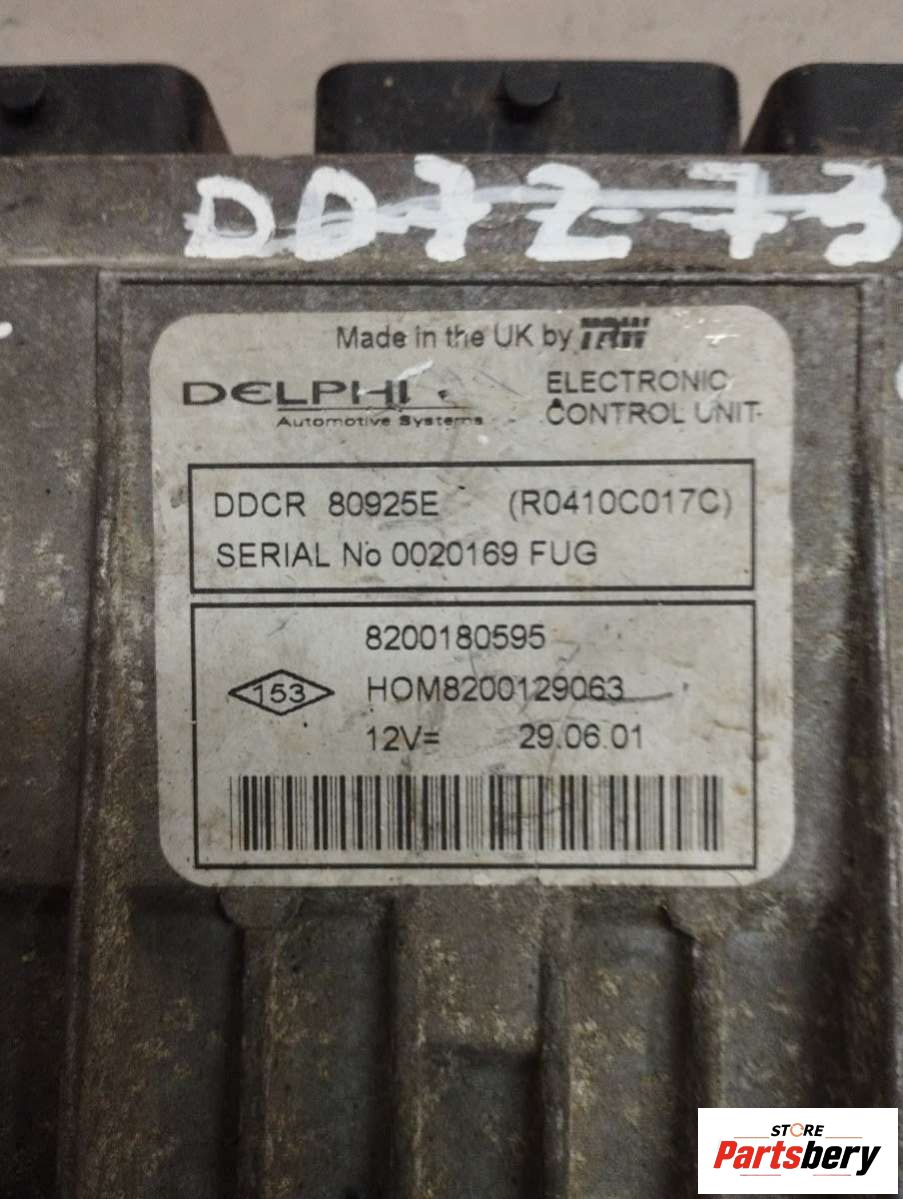 DD72-73
Made in the UK by TRW
DELPHI
Automotive Systems
ELECTRONIC
CONTROL UNIT
DDCR 80925E (R0410C017C)
SERIAL No 0020169 FUG
8200180595
153 HOM8200129063
12V= 29.06.01
STORE
Partsbery